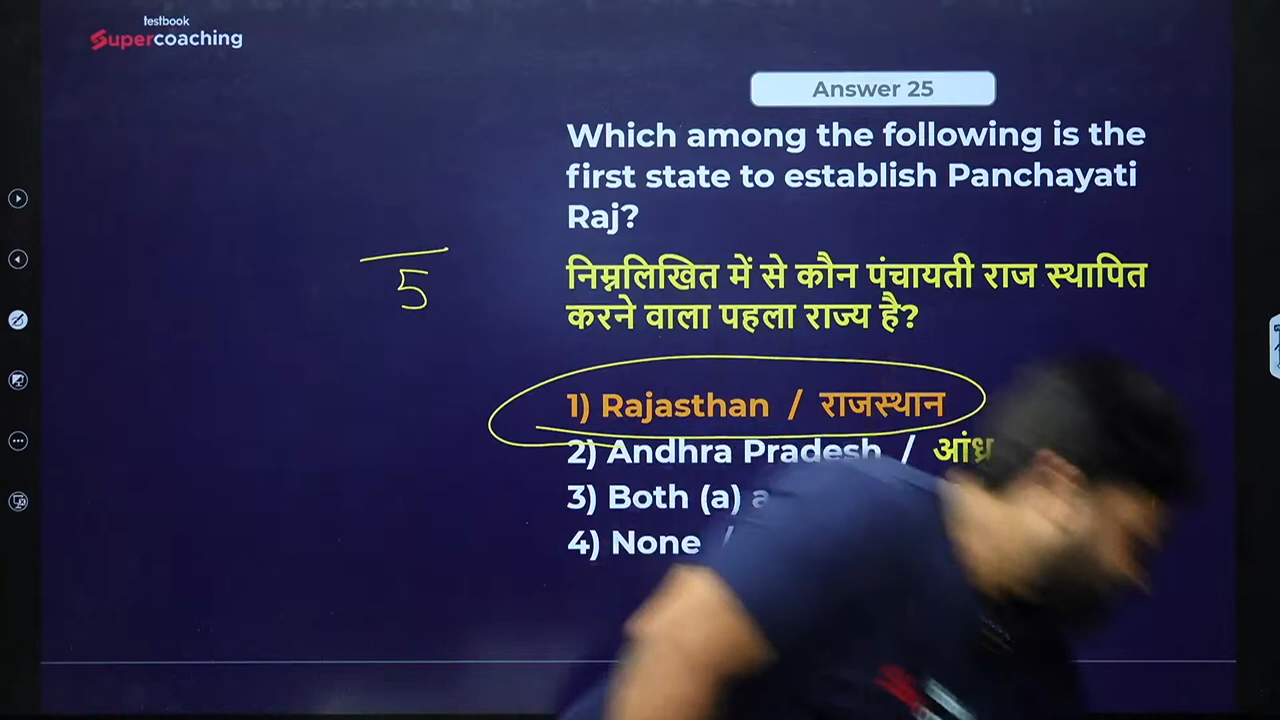 testbook
Supercoaching
Answer 25
Which among the following is the
first state to establish Panchayati
Raj?
निम्नलिखित में से कौन पंचायती राज स्थापित
करने वाला पहला राज्य है?
5
1) Rajasthan / राजस्थान
2) Andhra Pradesh / आंध्र
3) Both (a) a
4) None /